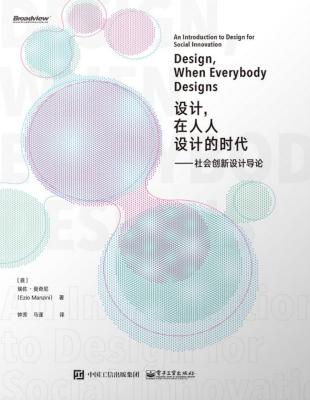 Broadview
An Introduction to Design for
Social Innovation
Design,
When Everybody
Designs
设计，
在人人
设计的时代
——社会创新设计导论
[意]
埃佐·曼奇尼
(Ezio Manzini) 著
钟芳 马谨 译
中国工信出版集团 电子工业出版社